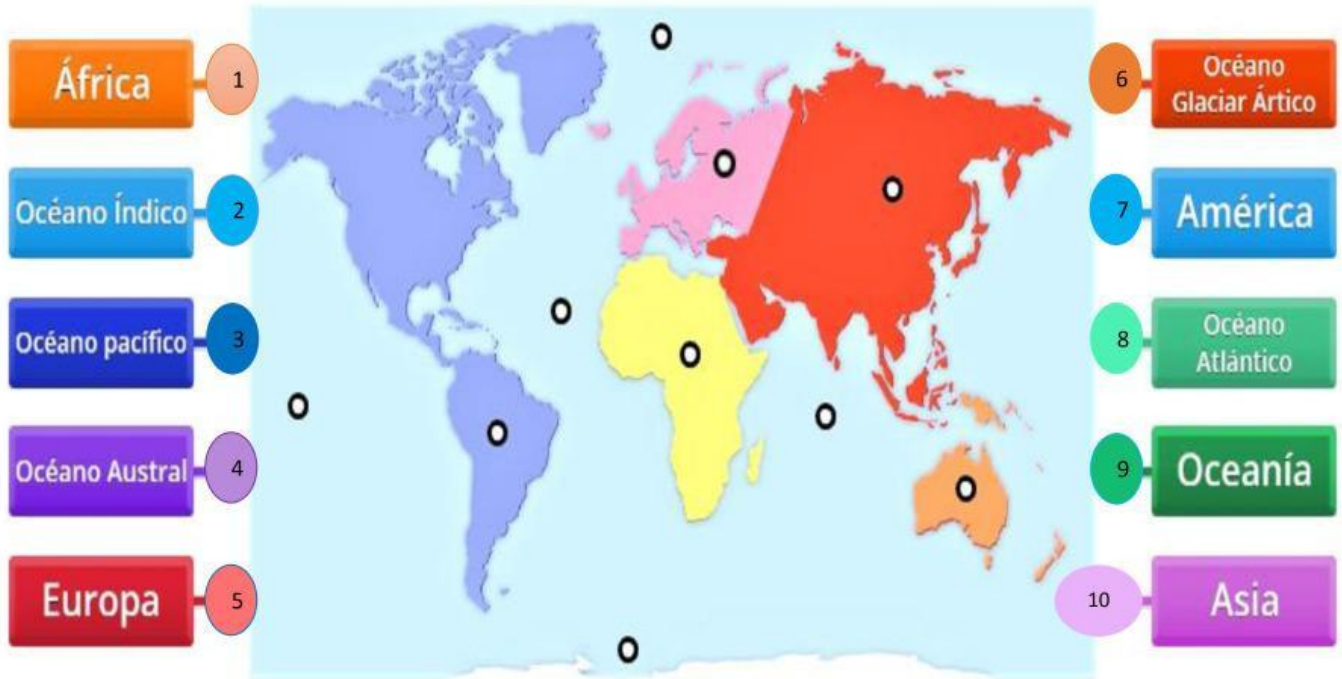 África
1
Océano Índico
2
Océano pacífico
3
Océano Austral
4
Europa
5
6
Océano
Glaciar Ártico
7
América
8
Océano
Atlántico
9
Oceanía
10
Asia